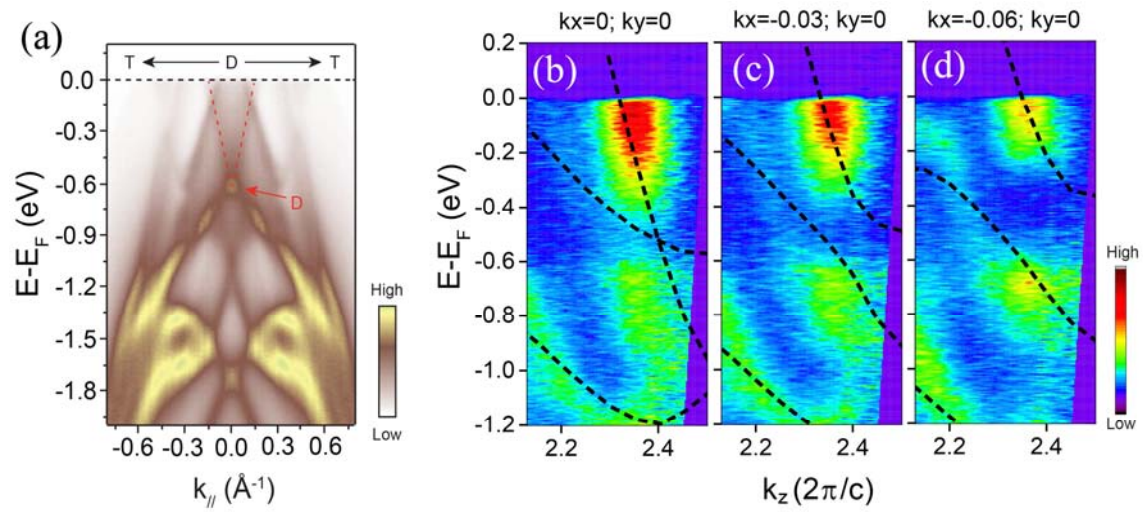 kx=0; ky=0 kx=-0.03; ky=0 kx=-0.06; ky=0
(a) T D T
0.0
-0.3
-0.6
-0.9
-1.2
-1.5
-1.8
E-E_F (eV)
D
High
Low
-0.6 -0.3 0.0 0.3 0.6
k_// (Å⁻¹)
(b) (c) (d)
0.2
0.0
-0.2
-0.4
-0.6
-0.8
-1.0
-1.2
E-E_F (eV)
2.2 2.4 2.2 2.4 2.2 2.4
k_z (2π/c)
High
Low